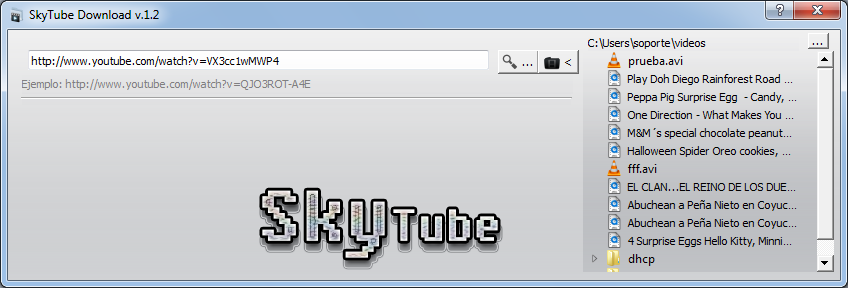 SkyTube Download v.1.2
http://www.youtube.com/watch?v=VX3cc1wMWP4
...
<
Ejemplo: http://www.youtube.com/watch?v=QJO3ROT-A4E
SkyTube
C:\Users\soporte\videos
...
prueba.avi
Play Doh Diego Rainforest Road ...
Peppa Pig Surprise Egg - Candy, ...
One Direction - What Makes You ...
M&M´s special chocolate peanut...
Halloween Spider Oreo cookies, ...
fff.avi
EL CLAN...EL REINO DE LOS DUE...
Abuchean a Peña Nieto en Coyuc...
Abuchean a Peña Nieto en Coyuc...
4 Surprise Eggs Hello Kitty, Minni...
dhcp